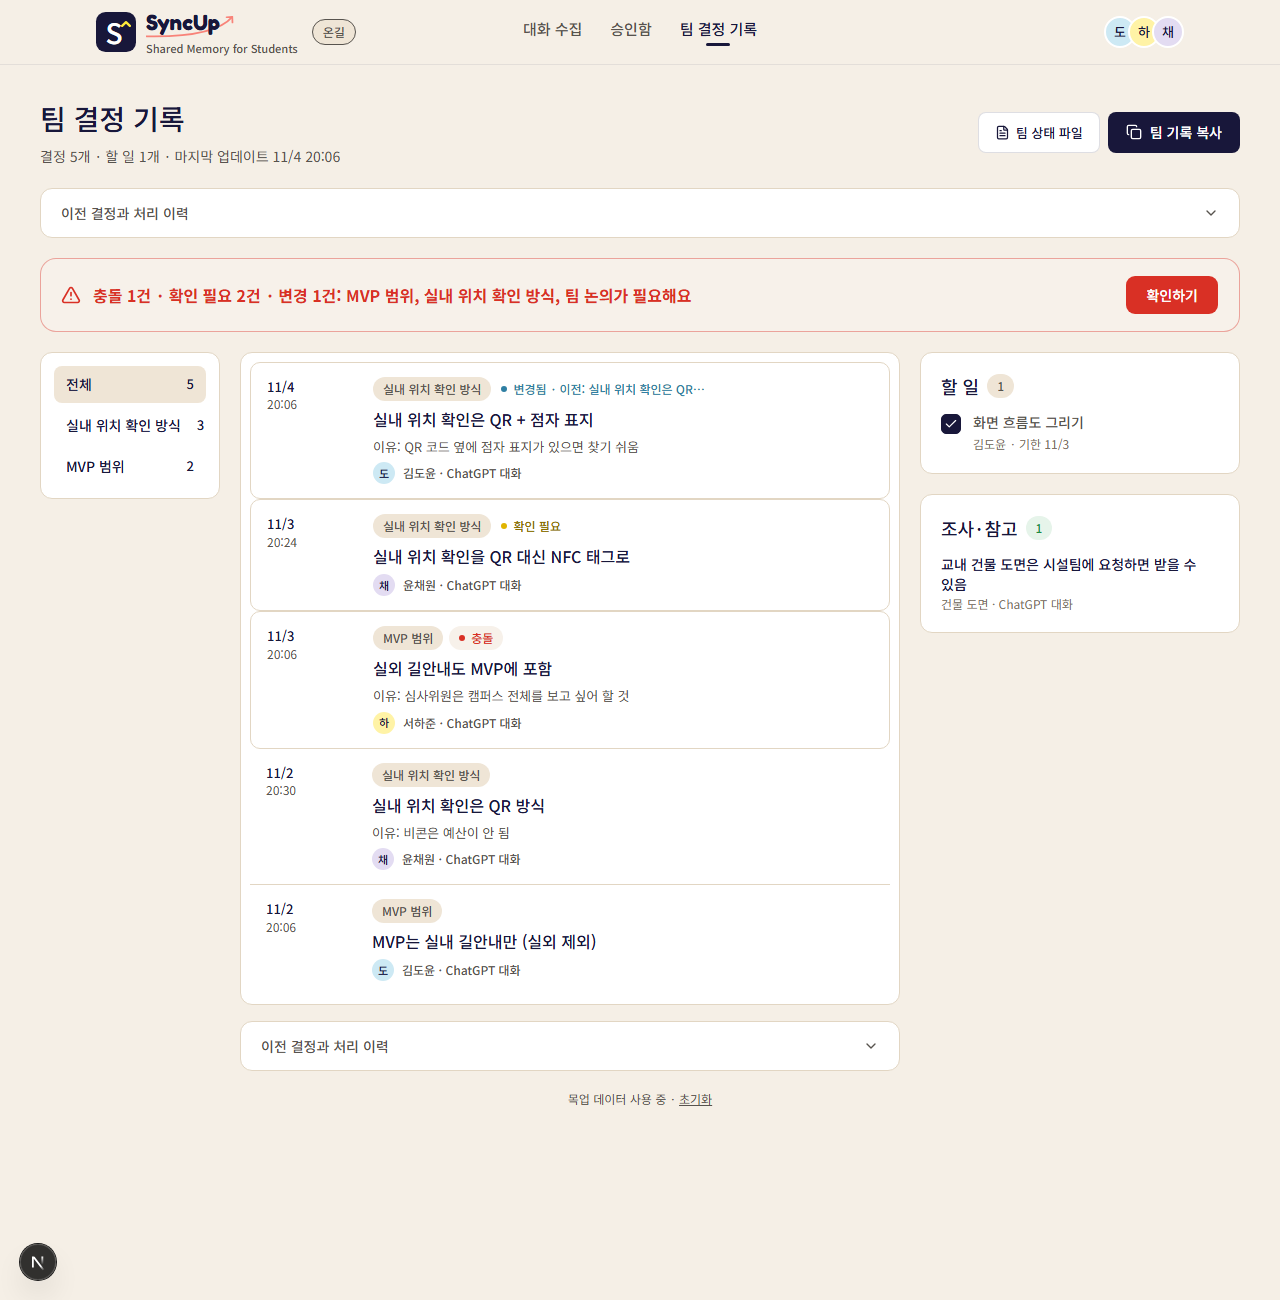 SyncUp
Shared Memory for Students
온길
대화 수집
승인함
팀 결정 기록
도
하
채
팀 결정 기록
결정 5개 · 할 일 1개 · 마지막 업데이트 11/4 20:06
팀 상태 파일
팀 기록 복사
이전 결정과 처리 이력
충돌 1건 · 확인 필요 2건 · 변경 1건: MVP 범위, 실내 위치 확인 방식, 팀 논의가 필요해요
확인하기
전체 5
실내 위치 확인 방식 3
MVP 범위 2
11/4
20:06
실내 위치 확인 방식
변경됨 · 이전: 실내 위치 확인은 QR…
실내 위치 확인은 QR + 점자 표지
이유: QR 코드 옆에 점자 표지가 있으면 찾기 쉬움
도 김도윤 · ChatGPT 대화
11/3
20:24
실내 위치 확인 방식
확인 필요
실내 위치 확인을 QR 대신 NFC 태그로
채 윤채원 · ChatGPT 대화
11/3
20:06
MVP 범위
충돌
실외 길안내도 MVP에 포함
이유: 심사위원은 캠퍼스 전체를 보고 싶어 할 것
하 서하준 · ChatGPT 대화
11/2
20:30
실내 위치 확인 방식
실내 위치 확인은 QR 방식
이유: 비콘은 예산이 안 됨
채 윤채원 · ChatGPT 대화
11/2
20:06
MVP 범위
MVP는 실내 길안내만 (실외 제외)
도 김도윤 · ChatGPT 대화
이전 결정과 처리 이력
할 일 1
화면 흐름도 그리기
김도윤 · 기한 11/3
조사·참고 1
교내 건물 도면은 시설팀에 요청하면 받을 수
있음
건물 도면 · ChatGPT 대화
목업 데이터 사용 중 · 초기화
N